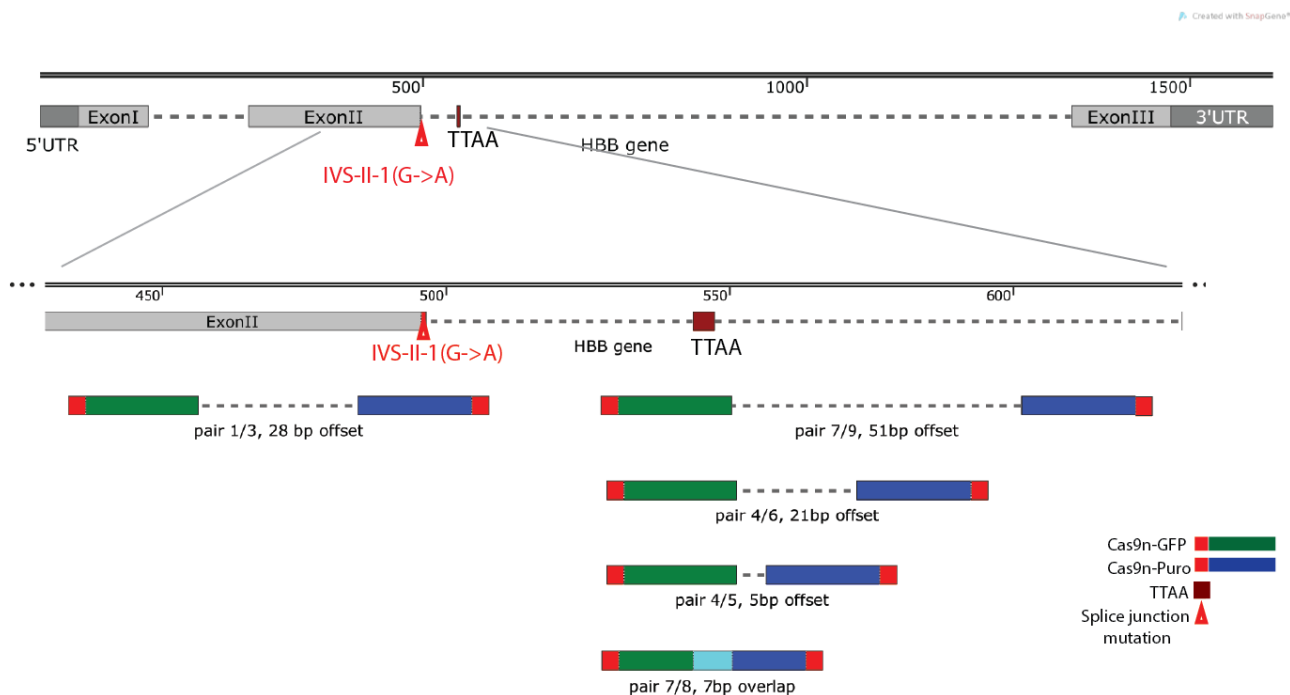 Created with SnapGene®
500 1000 1500
ExonI ExonII ExonIII 3'UTR
5'UTR TTAA HBB gene
IVS-II-1(G->A)
450 500 550 600
ExonII
IVS-II-1(G->A) HBB gene TTAA
pair 1/3, 28 bp offset pair 7/9, 51bp offset
pair 4/6, 21bp offset
pair 4/5, 5bp offset
pair 7/8, 7bp overlap
Cas9n-GFP
Cas9n-Puro
TTAA
Splice junction
mutation